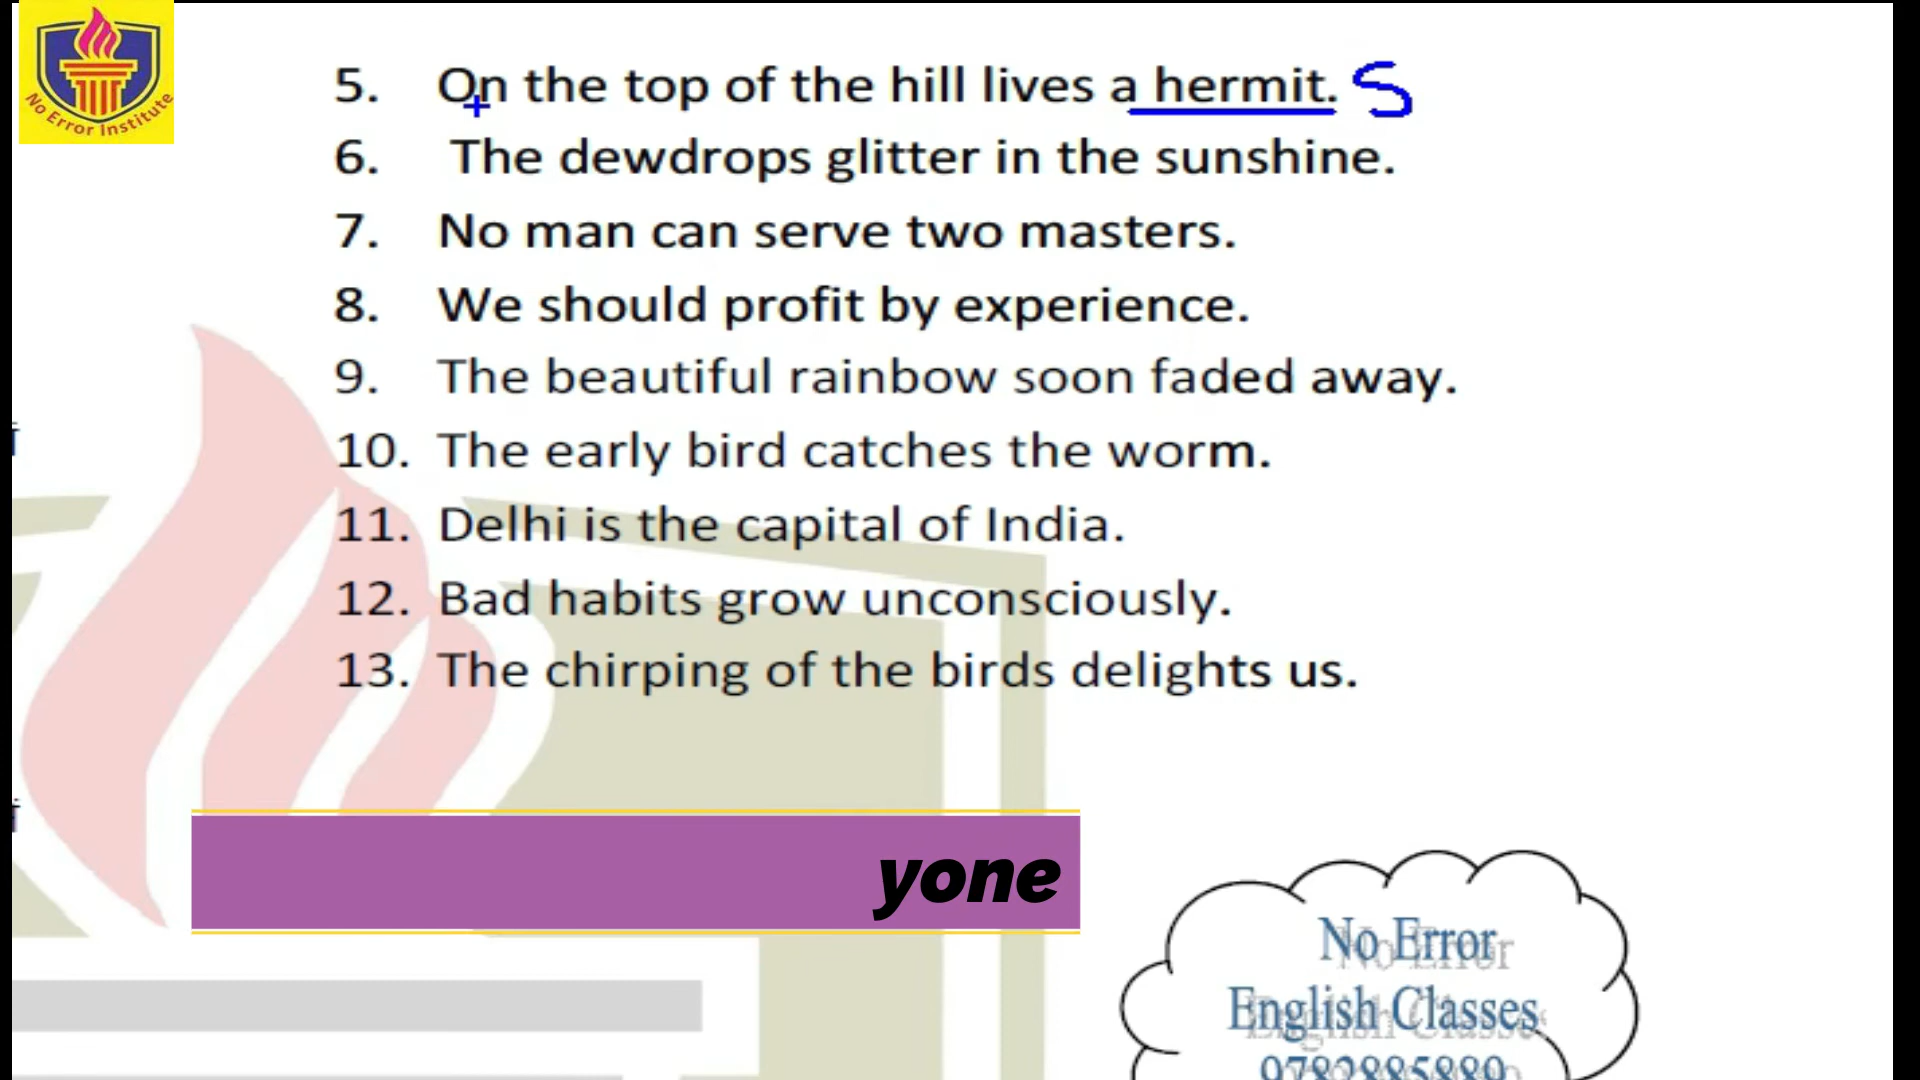 No Error Institute
5. On the top of the hill lives a hermit. S
6. The dewdrops glitter in the sunshine.
7. No man can serve two masters.
8. We should profit by experience.
9. The beautiful rainbow soon faded away.
10. The early bird catches the worm.
11. Delhi is the capital of India.
12. Bad habits grow unconsciously.
13. The chirping of the birds delights us.
yone
No Error
English Classes
9782885889